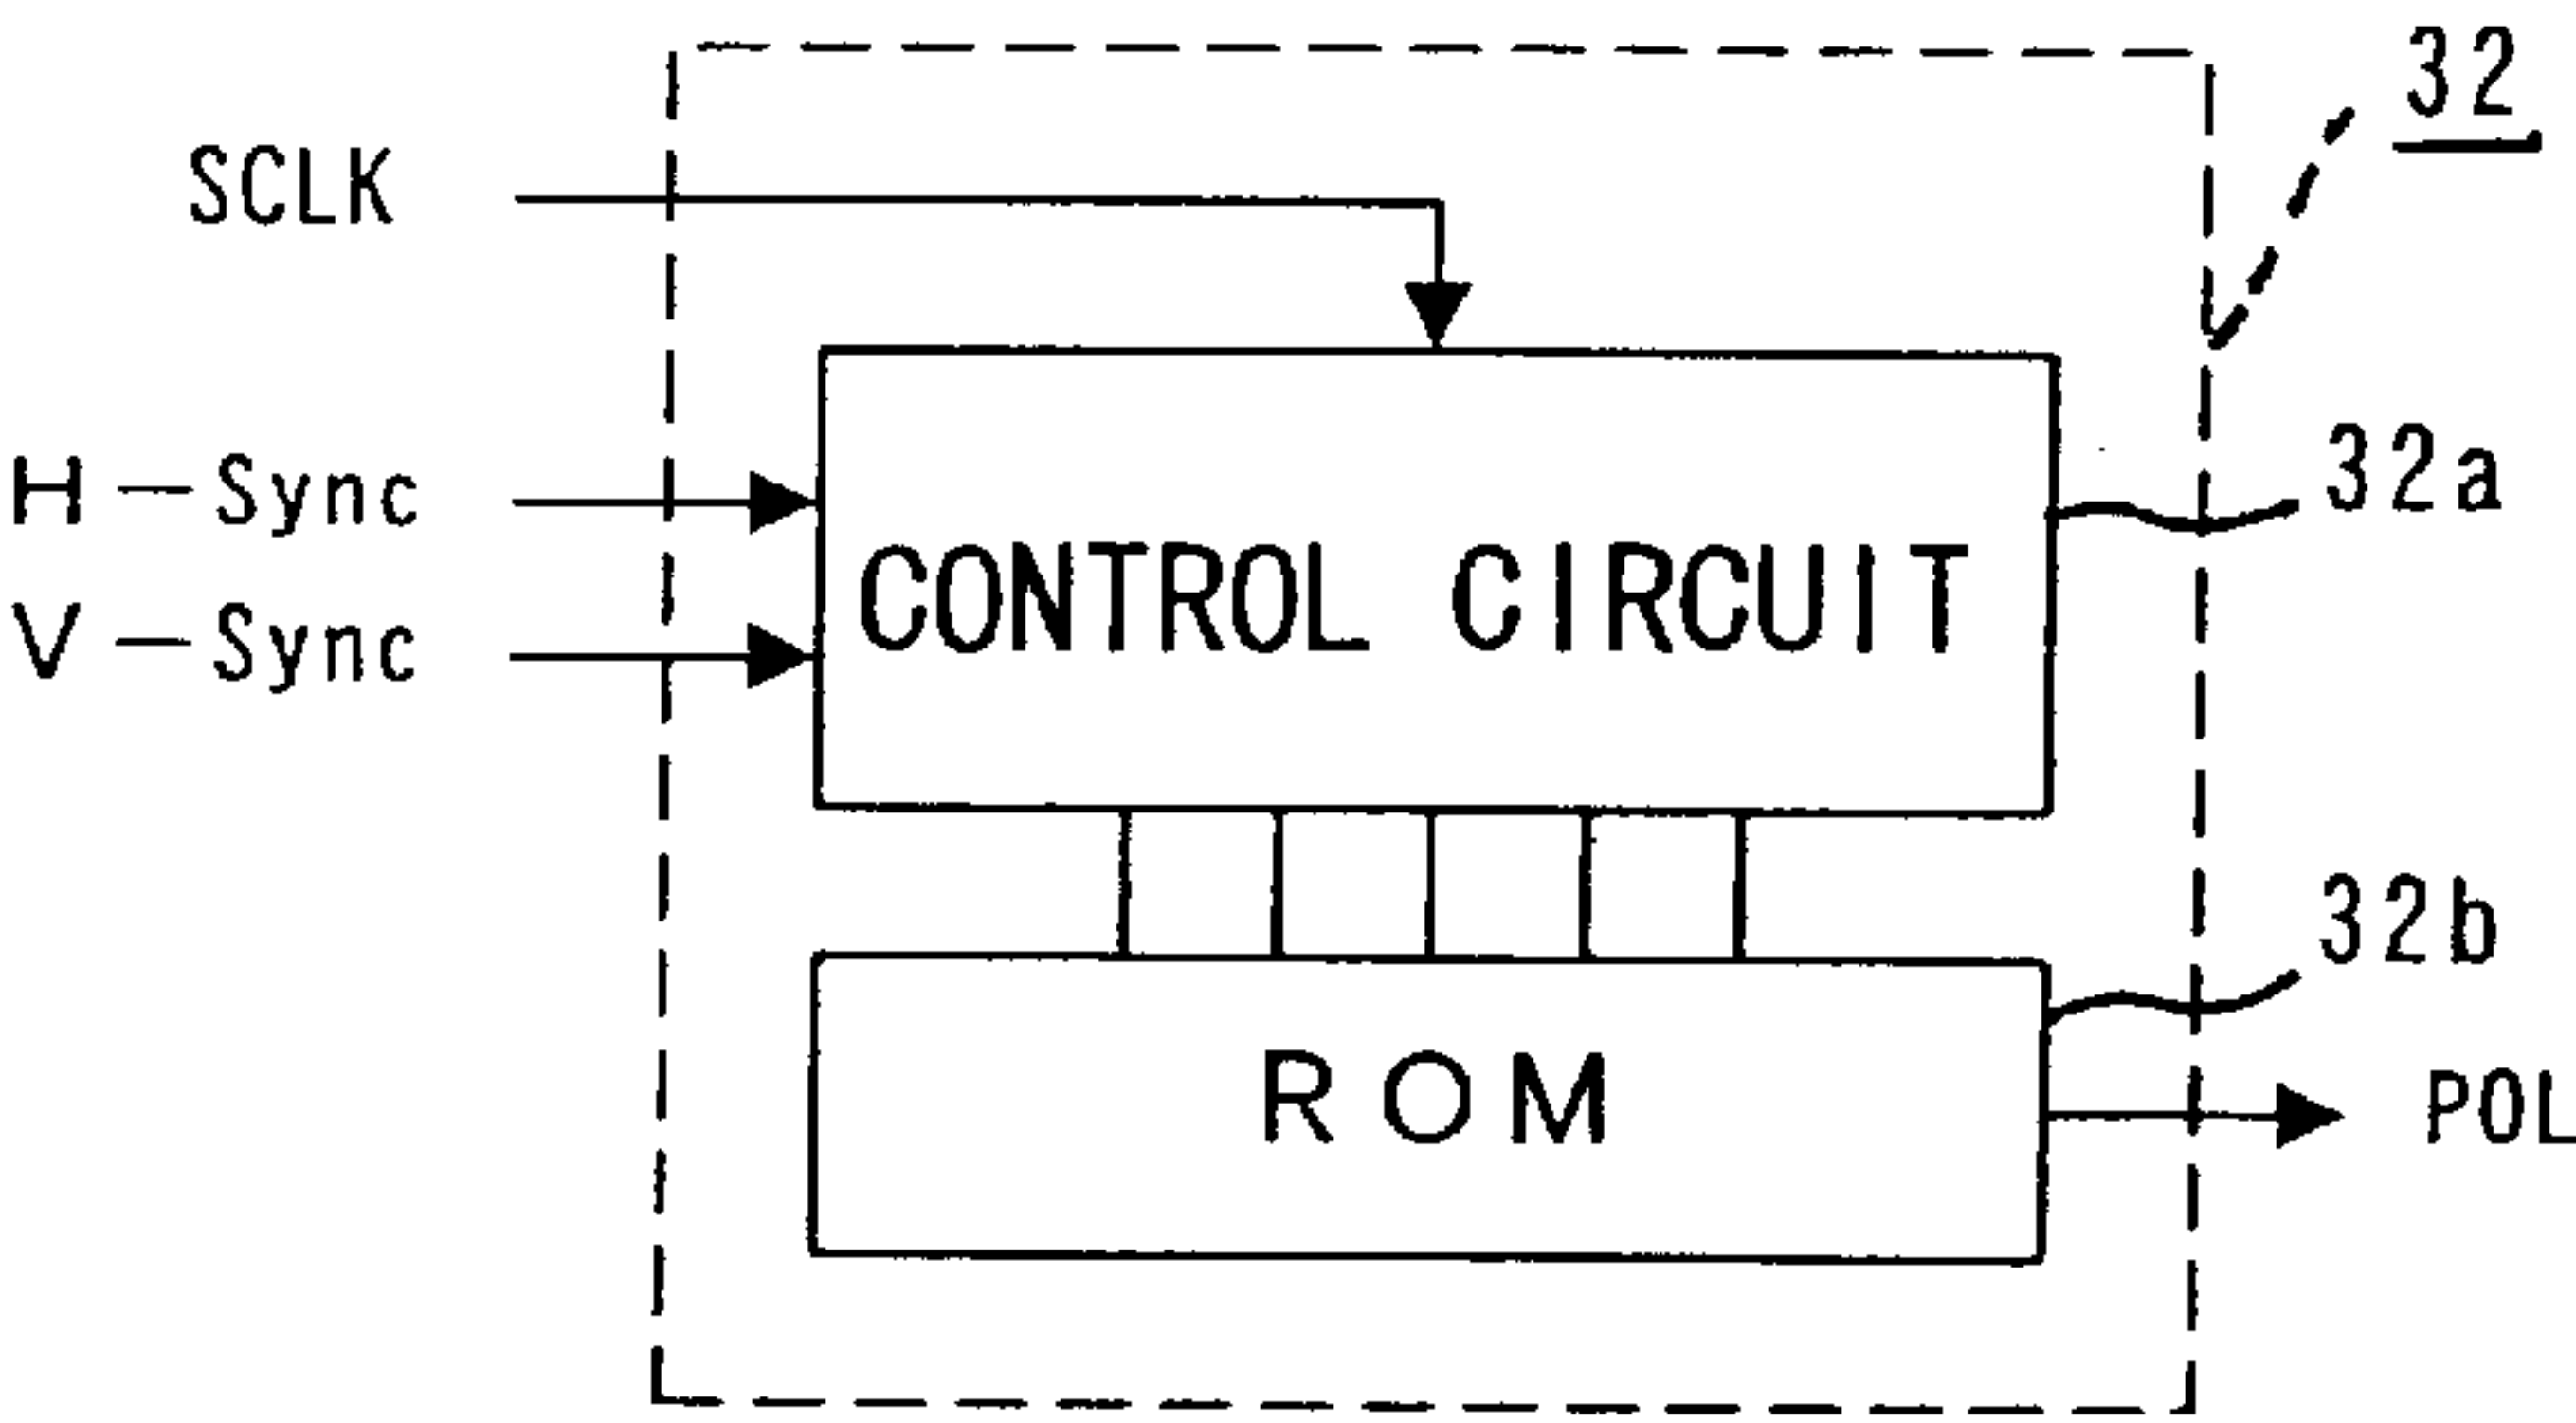 32
SCLK
H-Sync
32a
CONTROL CIRCUIT
V-Sync
32b
ROM
POL